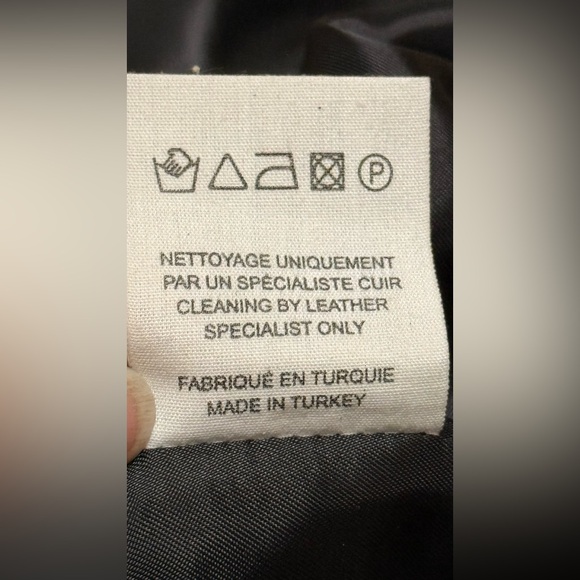 P
NETTOYAGE UNIQUEMENT
PAR UN SPÉCIALISTE CUIR
CLEANING BY LEATHER
SPECIALIST ONLY
FABRIQUÉ EN TURQUIE
MADE IN TURKEY